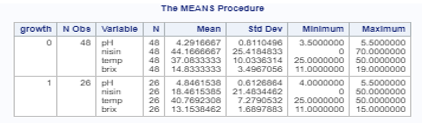 The MEANS Procedure
growth N Obs Variable N Mean Std Dev Minimum Maximum
0 48 pH 48 4.2916667 0.8110496 3.5000000 5.5000000
nisin 48 44.1666667 25.4184833 0 70.0000000
temp 48 37.0833333 10.0336314 25.0000000 50.0000000
brix 48 14.8333333 3.4967056 11.0000000 19.0000000
1 26 pH 26 4.8461538 0.6126864 4.0000000 5.5000000
nisin 26 18.4615385 21.4834462 0 50.0000000
temp 26 40.7692308 7.2790532 25.0000000 50.0000000
brix 26 13.1538462 1.6897883 11.0000000 15.0000000